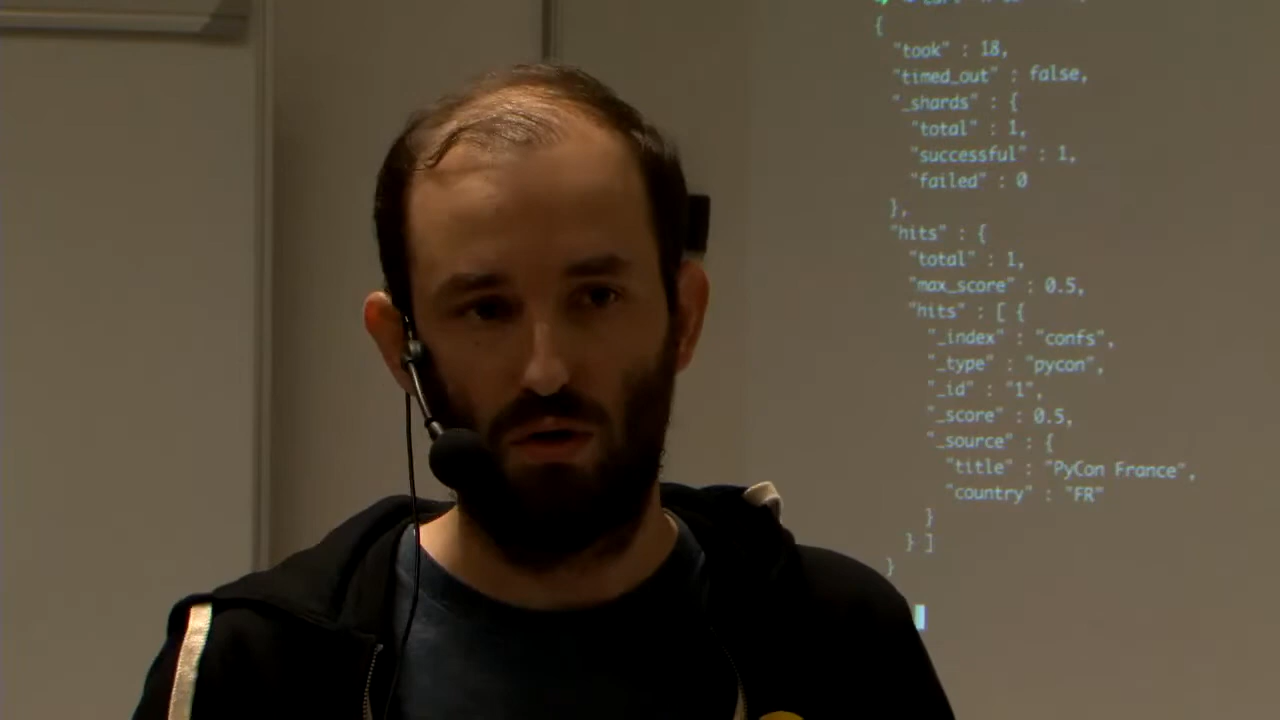 {
"took" : 18,
"timed_out" : false,
"_shards" : {
"total" : 1,
"successful" : 1,
"failed" : 0
},
"hits" : {
"total" : 1,
"max_score" : 0.5,
"hits" : [ {
"_index" : "confs",
"_type" : "pycon",
"_id" : "1",
"_score" : 0.5,
"_source" : {
"title" : "PyCon France",
"country" : "FR"
}
} ]
}